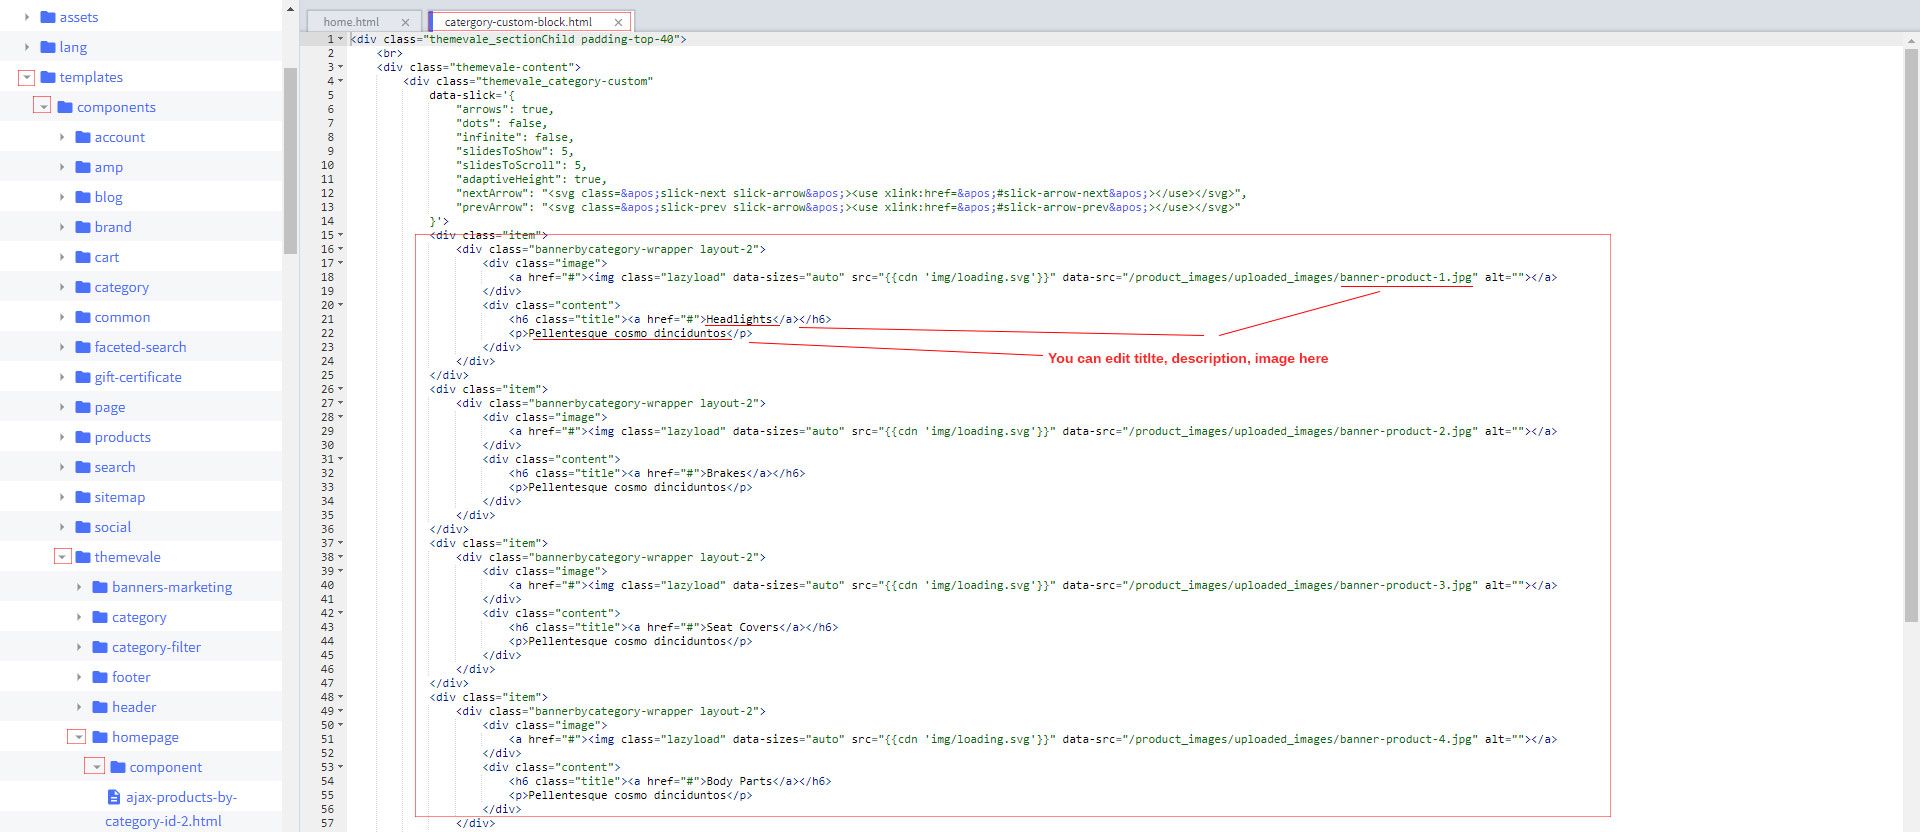 assets
lang
templates
components
account
amp
blog
brand
cart
category
common
faceted-search
gift-certificate
page
products
search
sitemap
social
themevale
banners-marketing
category
category-filter
footer
header
homepage
component
ajax-products-by-
category-id-2.html
home.html ×
catergory-custom-block.html ×
1 <div class="themevale_sectionChild padding-top-40">
2 <br>
3 <div class="themevale-content">
4 <div class="themevale_category-custom"
5 data-slick='{
6 "arrows": true,
7 "dots": false,
8 "infinite": false,
9 "slidesToShow": 5,
10 "slidesToScroll": 5,
11 "adaptiveHeight": true,
12 "nextArrow": "<svg class=&apos;slick-next slick-arrow&apos;><use xlink:href=&apos;#slick-arrow-next&apos;></use></svg>",
13 "prevArrow": "<svg class=&apos;slick-prev slick-arrow&apos;><use xlink:href=&apos;#slick-arrow-prev&apos;></use></svg>"
14 }'>
15 <div class="item">
16 <div class="bannerbycategory-wrapper layout-2">
17 <div class="image">
18 <a href="#"><img class="lazyload" data-sizes="auto" src="{{cdn 'img/loading.svg'}}" data-src="/product_images/uploaded_images/banner-product-1.jpg" alt=""></a>
19 </div>
20 <div class="content">
21 <h6 class="title"><a href="#">Headlights</a></h6>
22 <p>Pellentesque cosmo dinciduntos</p>
23 </div>
You can edit titlte, description, image here
24 </div>
25 </div>
26 <div class="item">
27 <div class="bannerbycategory-wrapper layout-2">
28 <div class="image">
29 <a href="#"><img class="lazyload" data-sizes="auto" src="{{cdn 'img/loading.svg'}}" data-src="/product_images/uploaded_images/banner-product-2.jpg" alt=""></a>
30 </div>
31 <div class="content">
32 <h6 class="title"><a href="#">Brakes</a></h6>
33 <p>Pellentesque cosmo dinciduntos</p>
34 </div>
35 </div>
36 </div>
37 <div class="item">
38 <div class="bannerbycategory-wrapper layout-2">
39 <div class="image">
40 <a href="#"><img class="lazyload" data-sizes="auto" src="{{cdn 'img/loading.svg'}}" data-src="/product_images/uploaded_images/banner-product-3.jpg" alt=""></a>
41 </div>
42 <div class="content">
43 <h6 class="title"><a href="#">Seat Covers</a></h6>
44 <p>Pellentesque cosmo dinciduntos</p>
45 </div>
46 </div>
47 </div>
48 <div class="item">
49 <div class="bannerbycategory-wrapper layout-2">
50 <div class="image">
51 <a href="#"><img class="lazyload" data-sizes="auto" src="{{cdn 'img/loading.svg'}}" data-src="/product_images/uploaded_images/banner-product-4.jpg" alt=""></a>
52 </div>
53 <div class="content">
54 <h6 class="title"><a href="#">Body Parts</a></h6>
55 <p>Pellentesque cosmo dinciduntos</p>
56 </div>
57 </div>